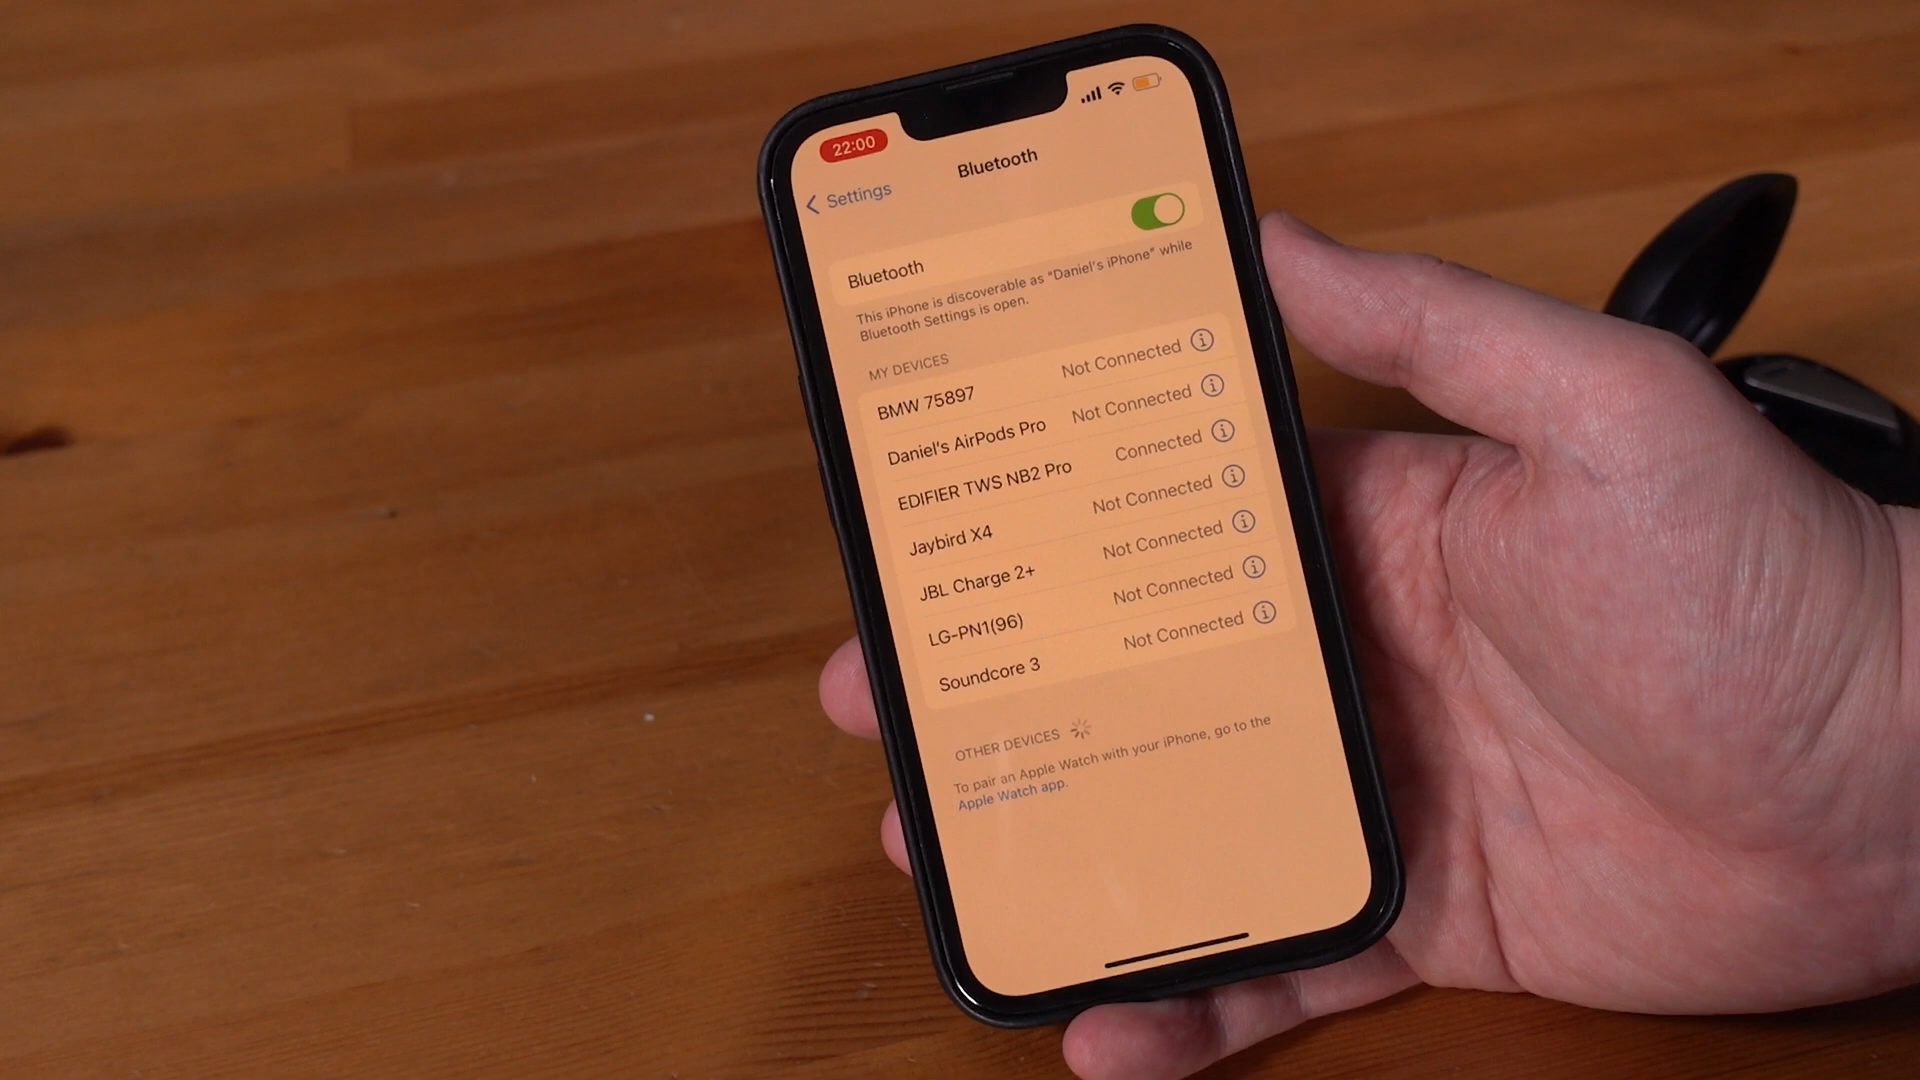 22:00
Settings
Bluetooth
Bluetooth
This iPhone is discoverable as "Daniel's iPhone" while
Bluetooth Settings is open.
MY DEVICES
BMW 75897 Not Connected
Daniel's AirPods Pro Not Connected
EDIFIER TWS NB2 Pro Connected
Jaybird X4 Not Connected
JBL Charge 2+ Not Connected
LG-PN1(96) Not Connected
Soundcore 3 Not Connected
OTHER DEVICES
To pair an Apple Watch with your iPhone, go to the
Apple Watch app.